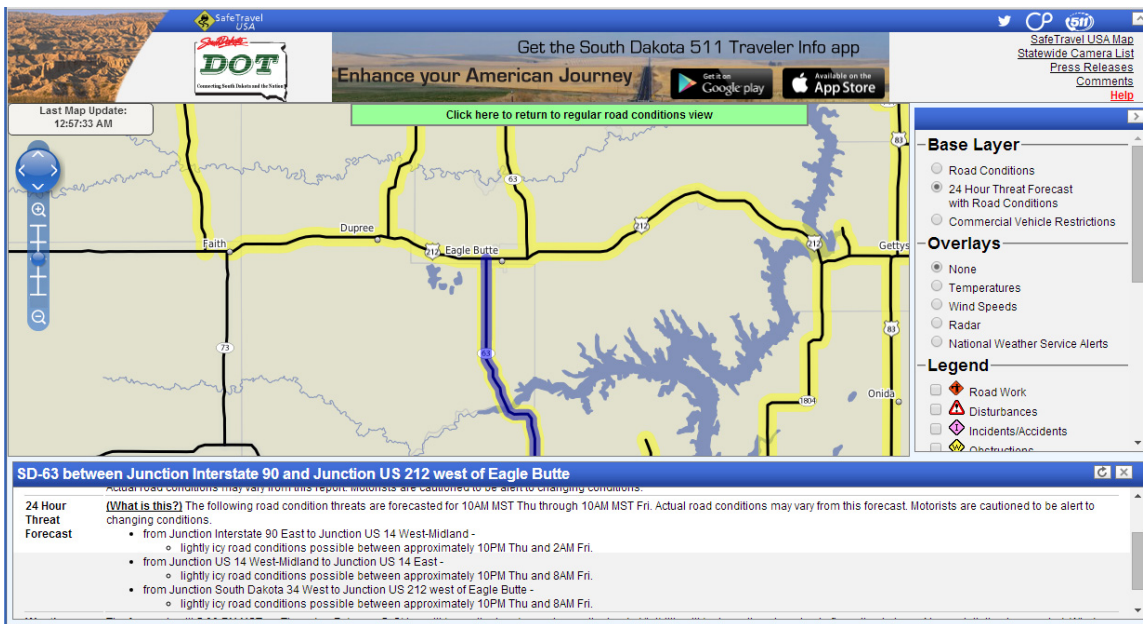 SafeTravel
USA
511
South Dakota
DOT
Connecting South Dakota and the Nation
Get the South Dakota 511 Traveler Info app
Enhance your American Journey
Get it on
Google play
Available on the
App Store
SafeTravel USA Map
Statewide Camera List
Press Releases
Comments
Help
Last Map Update:
12:57:33 AM
Click here to return to regular road conditions view
83
63
Dupree
212
Faith
212
Eagle Butte
212
Gettys
73
63
83
1804
Onida
Base Layer
Road Conditions
24 Hour Threat Forecast
with Road Conditions
Commercial Vehicle Restrictions
Overlays
None
Temperatures
Wind Speeds
Radar
National Weather Service Alerts
Legend
Road Work
Disturbances
Incidents/Accidents
Obstructions
SD-63 between Junction Interstate 90 and Junction US 212 west of Eagle Butte
Actual road conditions may vary from this report. Motorists are cautioned to be alert to changing conditions.
24 Hour
Threat
Forecast
(What is this?) The following road condition threats are forecasted for 10AM MST Thu through 10AM MST Fri. Actual road conditions may vary from this forecast. Motorists are cautioned to be alert to
changing conditions.
• from Junction Interstate 90 East to Junction US 14 West-Midland -
○ lightly icy road conditions possible between approximately 10PM Thu and 2AM Fri.
• from Junction US 14 West-Midland to Junction US 14 East -
○ lightly icy road conditions possible between approximately 10PM Thu and 8AM Fri.
• from Junction South Dakota 34 West to Junction US 212 west of Eagle Butte -
○ lightly icy road conditions possible between approximately 10PM Thu and 8AM Fri.